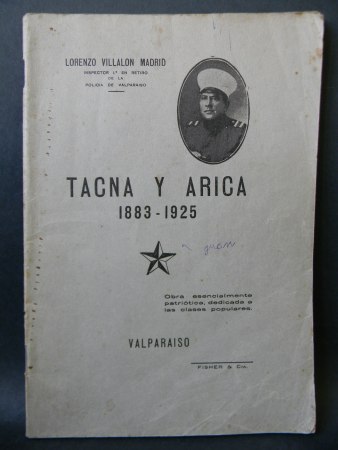 LORENZO VILLALON MADRID
INSPECTOR 1.º EN RETIRO
DE LA
POLICIA DE VALPARAISO
TACNA Y ARICA
1883-1925
Obra esencialmente
patriótica, dedicada a
las clases populares.
VALPARAISO
FISHER & CIA.